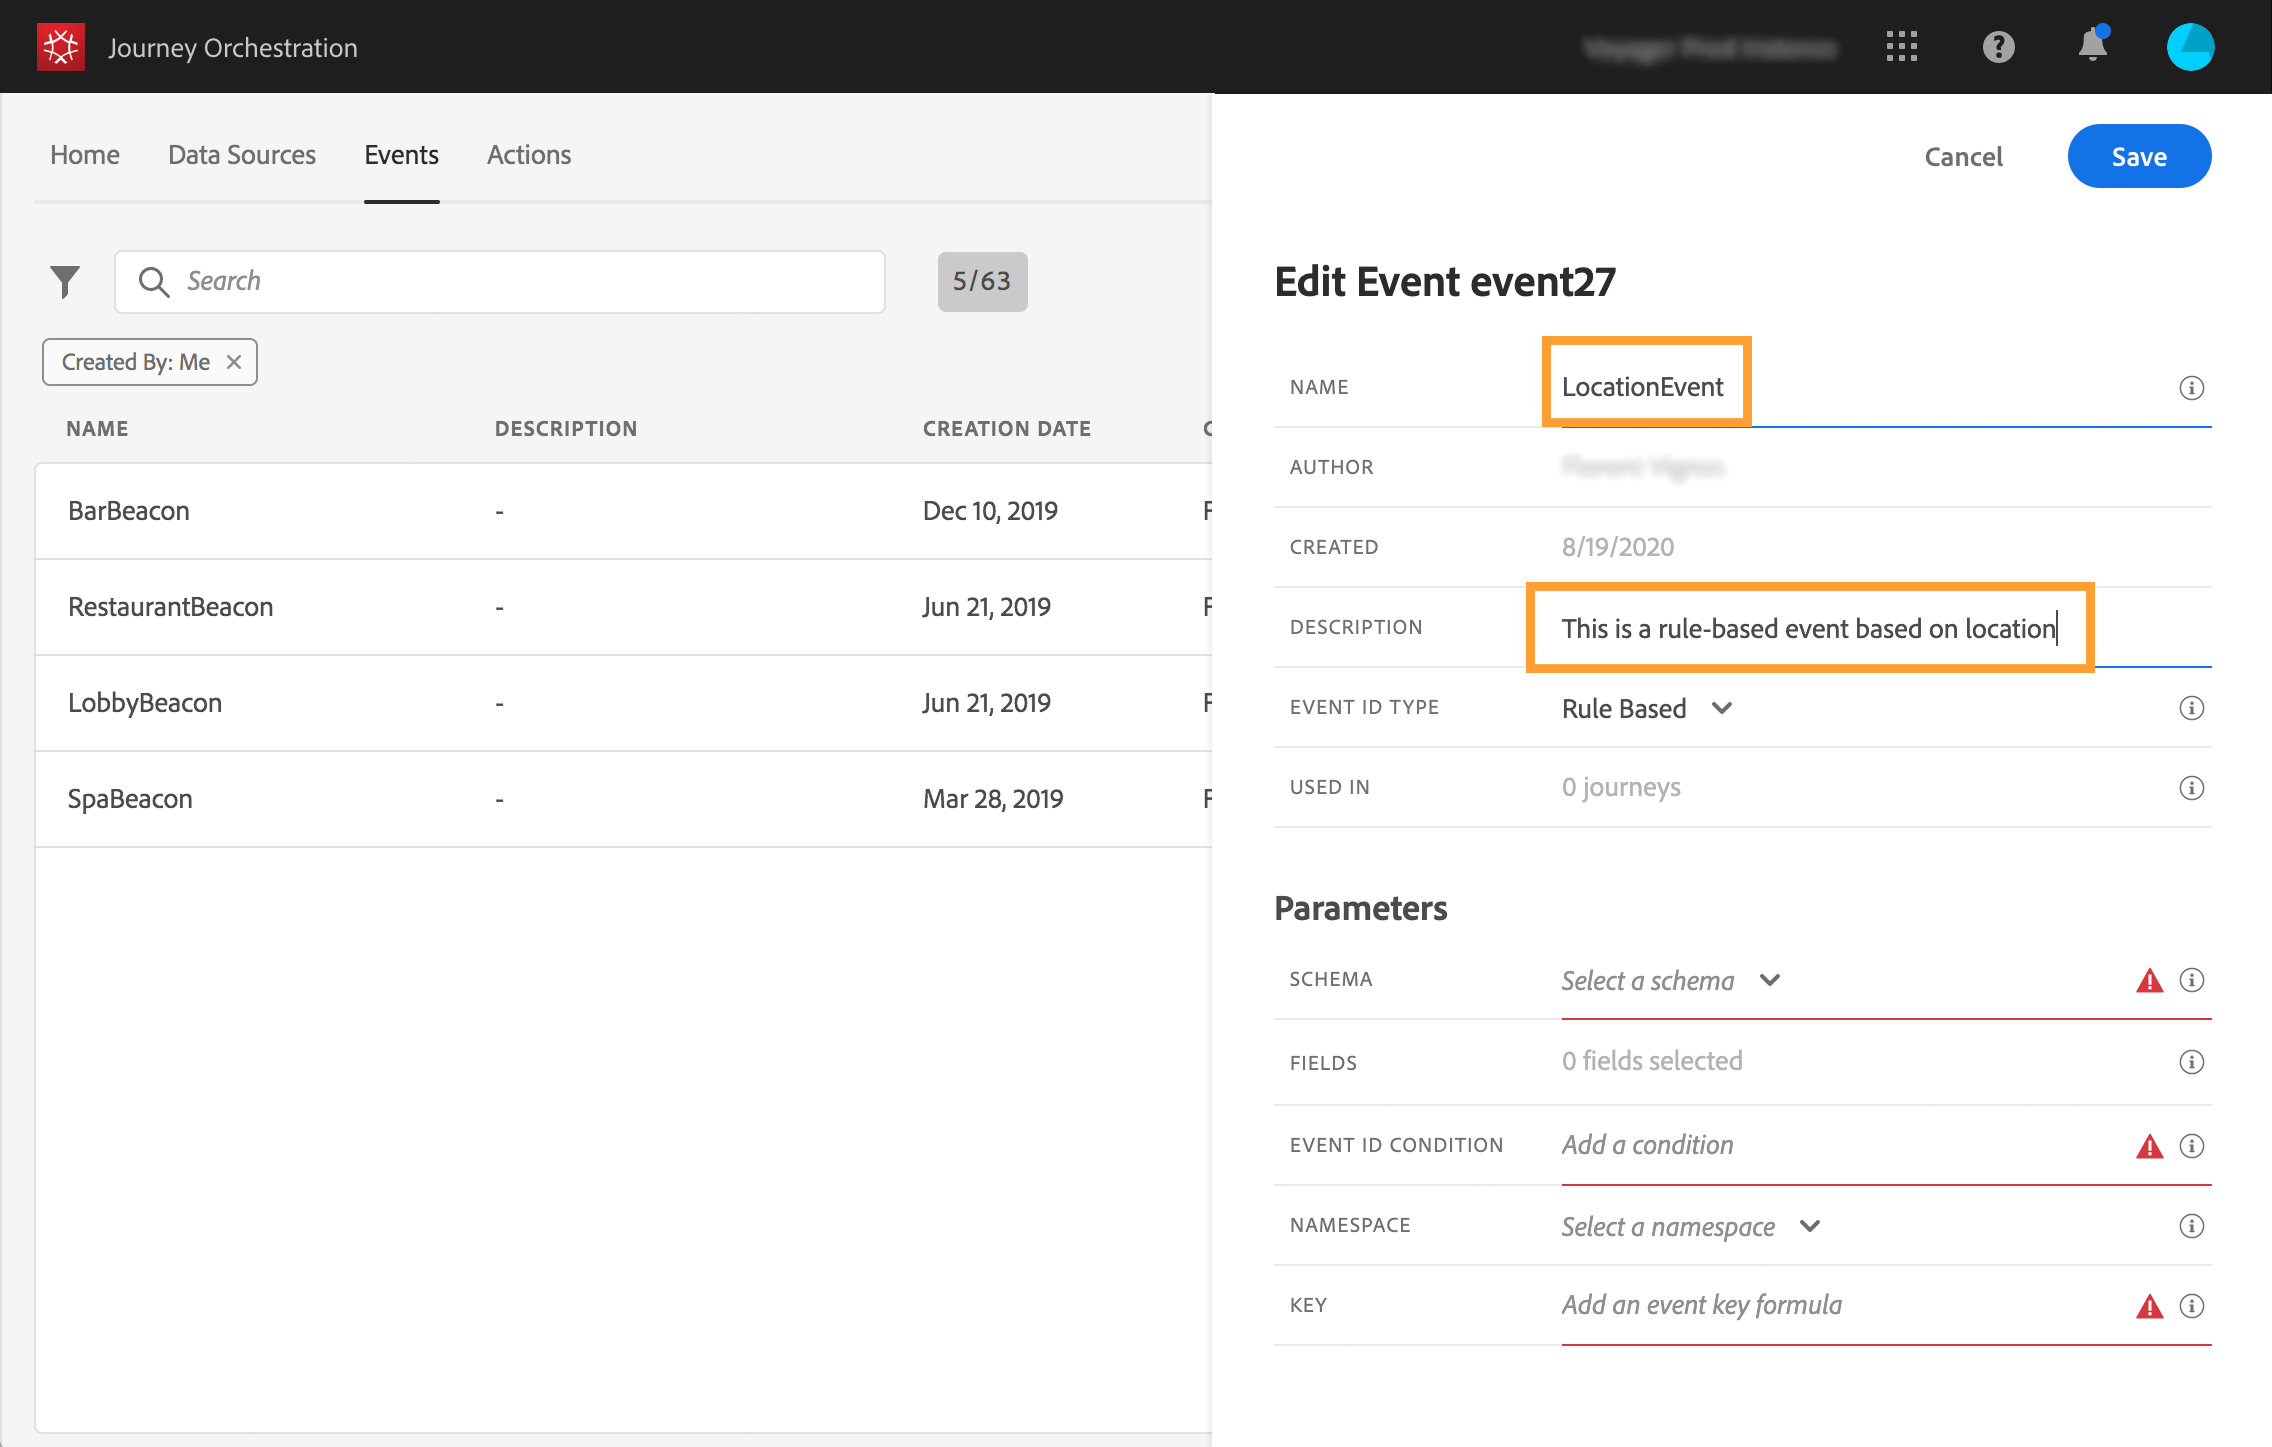 Journey Orchestration
Home Data Sources Events Actions
Search 5/63
Created By: Me ×
NAME DESCRIPTION CREATION DATE
BarBeacon - Dec 10, 2019
RestaurantBeacon - Jun 21, 2019
LobbyBeacon - Jun 21, 2019
SpaBeacon - Mar 28, 2019
Cancel Save
Edit Event event27
NAME LocationEvent
AUTHOR
CREATED 8/19/2020
DESCRIPTION This is a rule-based event based on location
EVENT ID TYPE Rule Based
USED IN 0 journeys
Parameters
SCHEMA Select a schema
FIELDS 0 fields selected
EVENT ID CONDITION Add a condition
NAMESPACE Select a namespace
KEY Add an event key formula